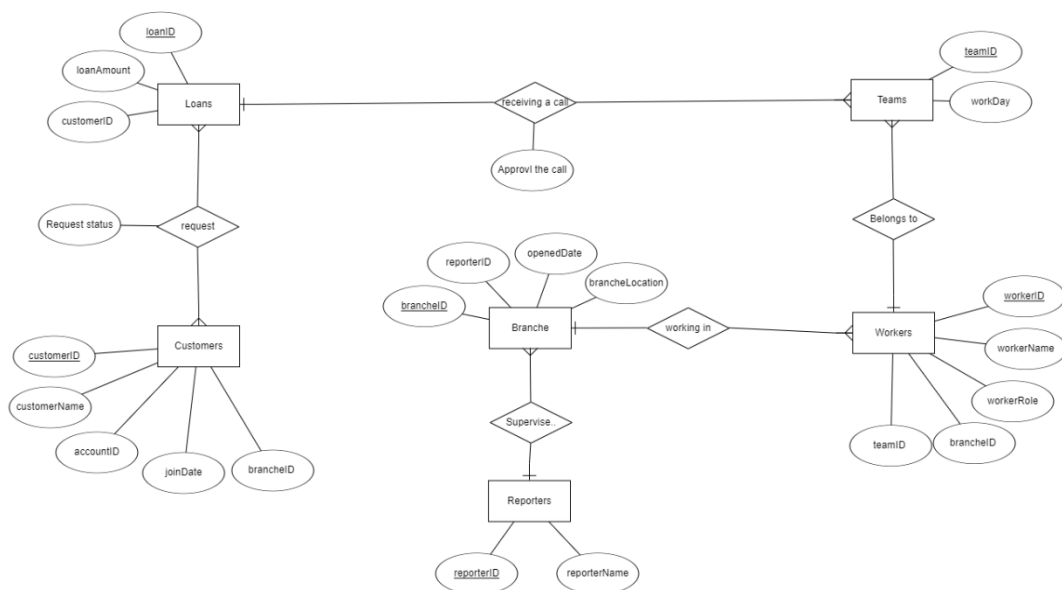 loanID
loanAmount
customerID
Loans
receiving a call
Approvl the call
teamID
workDay
Teams
Request status
request
Belongs to
customerID
customerName
accountID
joinDate
brancheID
Customers
reporterID
openedDate
brancheLocation
brancheID
Branche
working in
Workers
workerID
workerName
workerRole
brancheID
teamID
Supervise..
Reporters
reporterID
reporterName